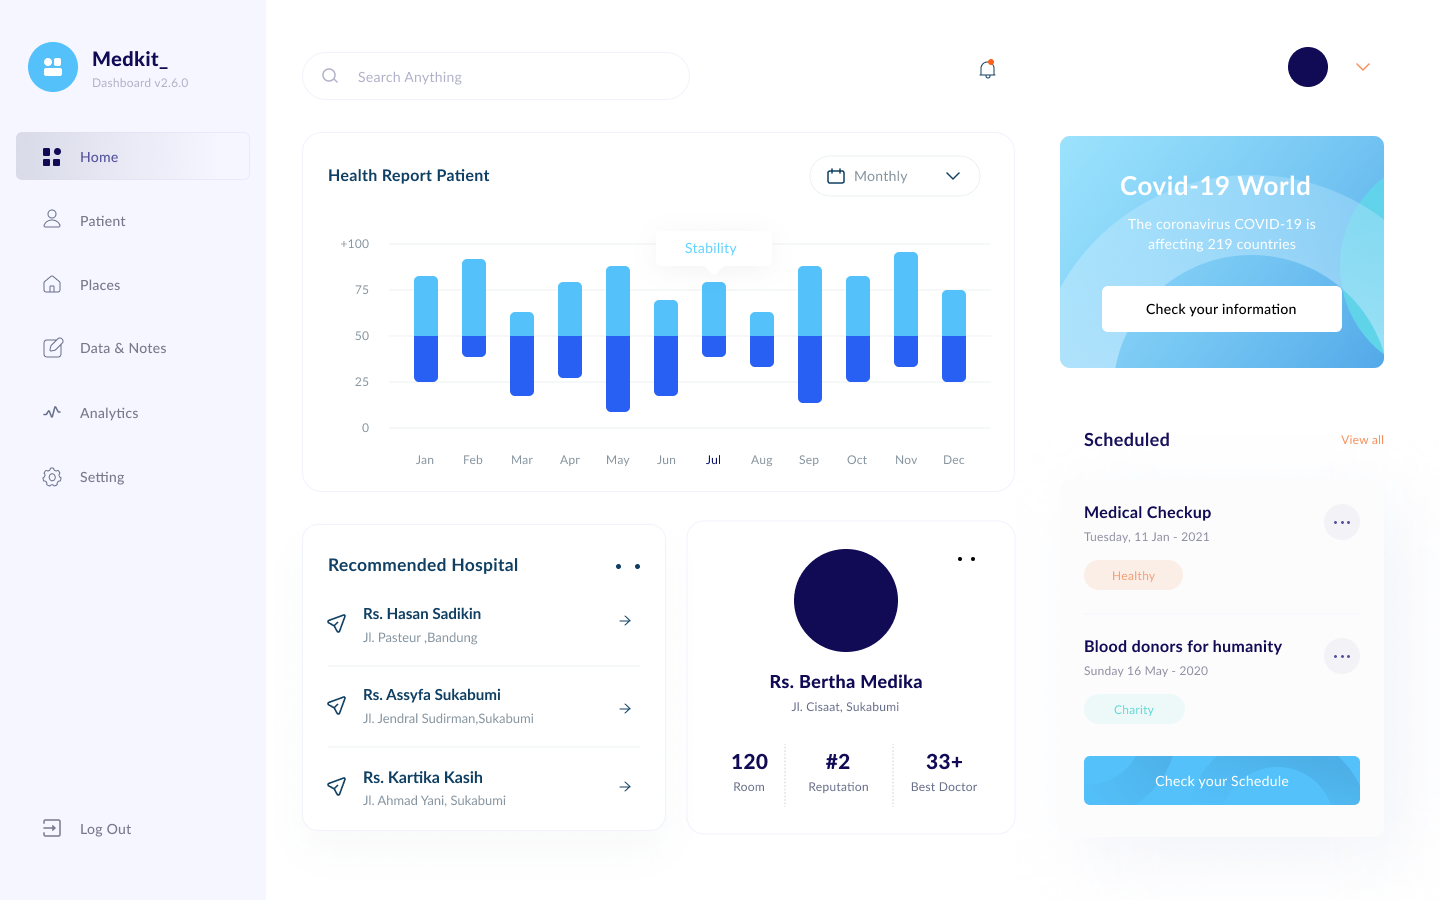 Medkit_
Dashboard v2.6.0
Home
Patient
Places
Data & Notes
Analytics
Setting
Log Out
Search Anything
Health Report Patient
Monthly
Stability
+100
75
50
25
0
Jan Feb Mar Apr May Jun Jul Aug Sep Oct Nov Dec
Recommended Hospital
Rs. Hasan Sadikin
Jl. Pasteur ,Bandung
Rs. Assyfa Sukabumi
Jl. Jendral Sudirman,Sukabumi
Rs. Kartika Kasih
Jl. Ahmad Yani, Sukabumi
Rs. Bertha Medika
Jl. Cisaat, Sukabumi
120 #2 33+
Room Reputation Best Doctor
Covid-19 World
The coronavirus COVID-19 is
affecting 219 countries
Check your information
Scheduled
View all
Medical Checkup
Tuesday, 11 Jan - 2021
Healthy
Blood donors for humanity
Sunday 16 May - 2020
Charity
Check your Schedule